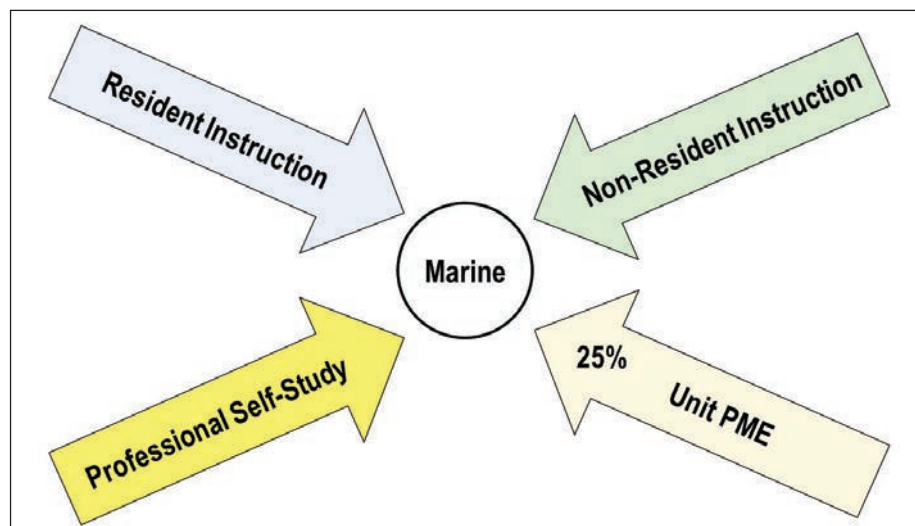 Resident Instruction
Non-Resident Instruction
Marine
Professional Self-Study
25%
Unit PME